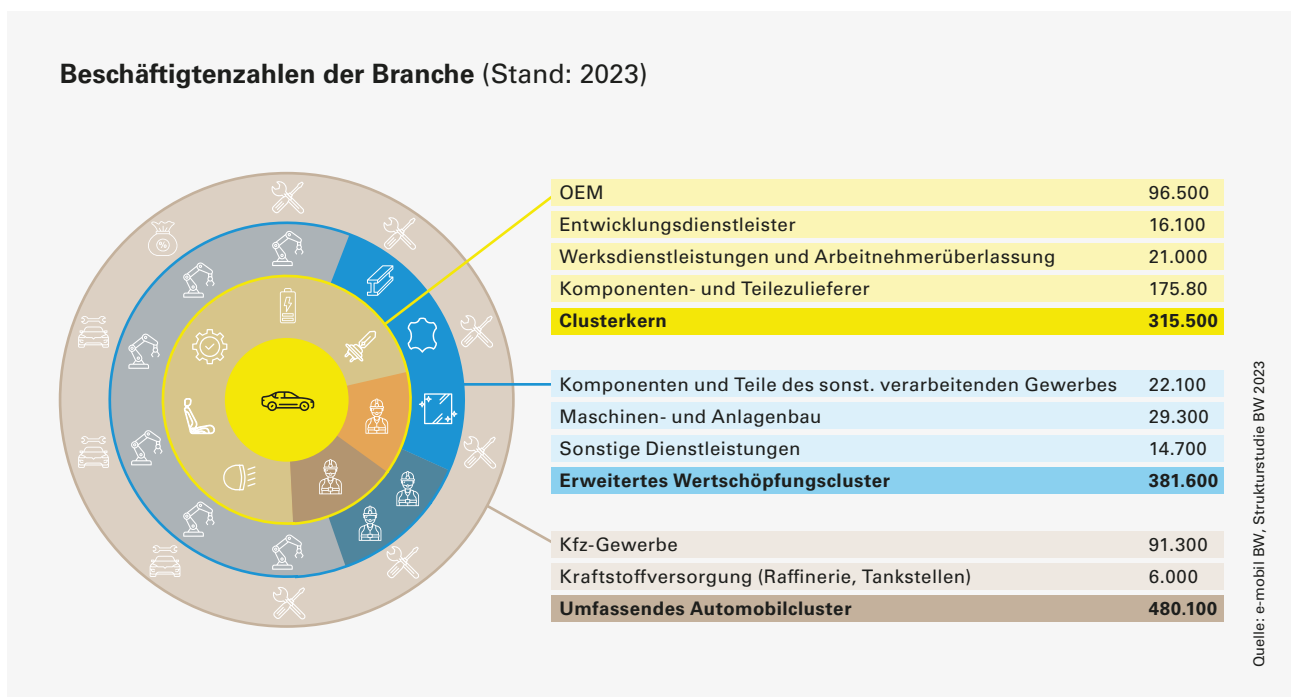 Beschäftigtenzahlen der Branche (Stand: 2023)
OEM 96.500
Entwicklungsdienstleister 16.100
Werksdienstleistungen und Arbeitnehmerüberlassung 21.000
Komponenten- und Teilezulieferer 175.80
Clusterkern 315.500
Komponenten und Teile des sonst. verarbeitenden Gewerbes 22.100
Maschinen- und Anlagenbau 29.300
Sonstige Dienstleistungen 14.700
Erweitertes Wertschöpfungscluster 381.600
Kfz-Gewerbe 91.300
Kraftstoffversorgung (Raffinerie, Tankstellen) 6.000
Umfassendes Automobilcluster 480.100
%
Quelle: e-mobil BW, Strukturstudie BW 2023